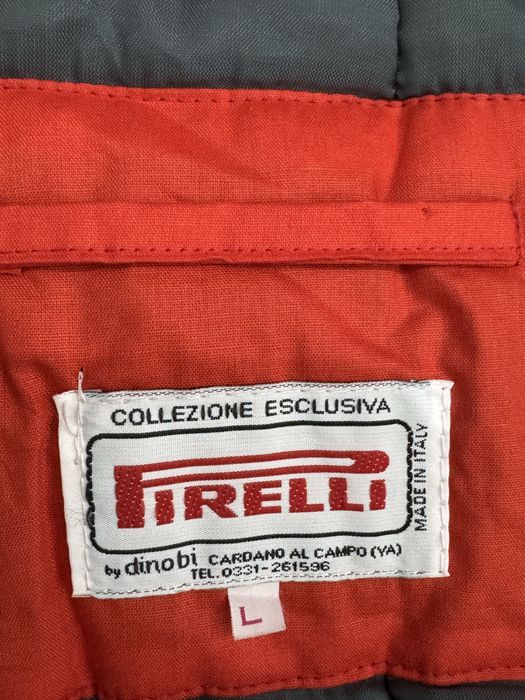 COLLEZIONE ESCLUSIVA
PIRELLI
MADE IN ITALY
by dinobi CARDANO AL CAMPO (VA)
TEL. 0331-261596
L